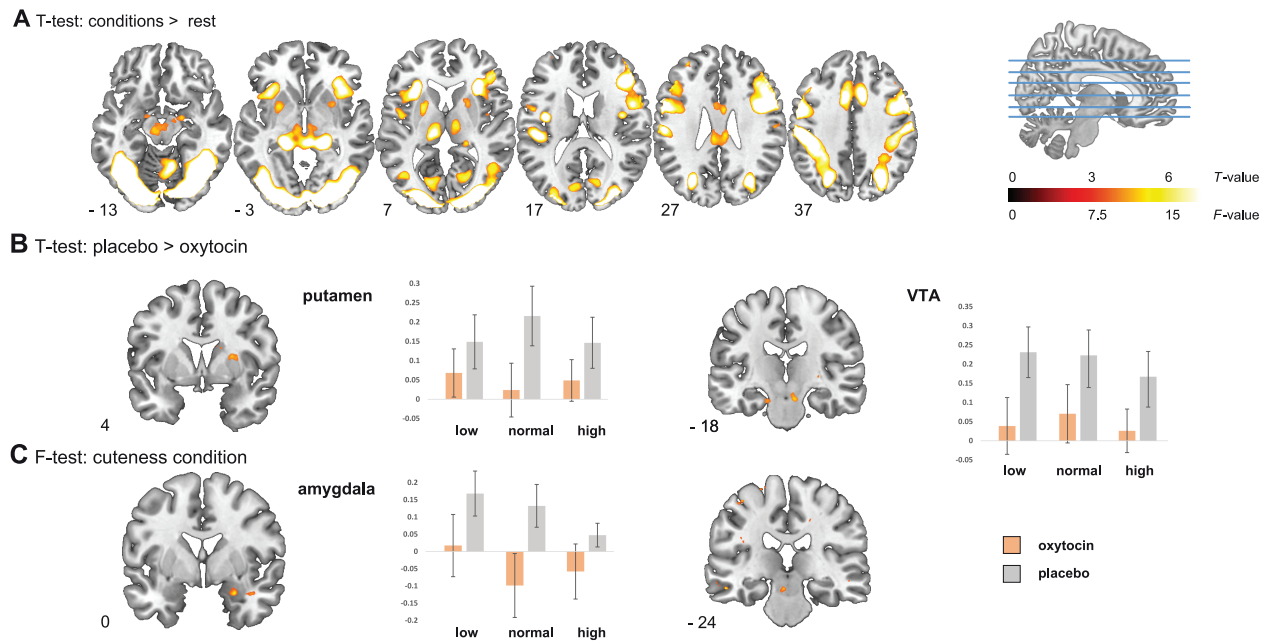 A T-test: conditions > rest
- 13
- 3
7
17
27
37
0 3 6 T-value
0 7.5 15 F-value
B T-test: placebo > oxytocin
putamen
0.3
0.25
0.2
0.15
0.1
0.05
0
-0.05
low normal high
4
- 18
VTA
0.35
0.3
0.25
0.2
0.15
0.1
0.05
0
-0.05
low normal high
C F-test: cuteness condition
amygdala
0.2
0.15
0.1
0.05
0
-0.05
-0.1
-0.15
-0.2
low normal high
0
- 24
oxytocin
placebo